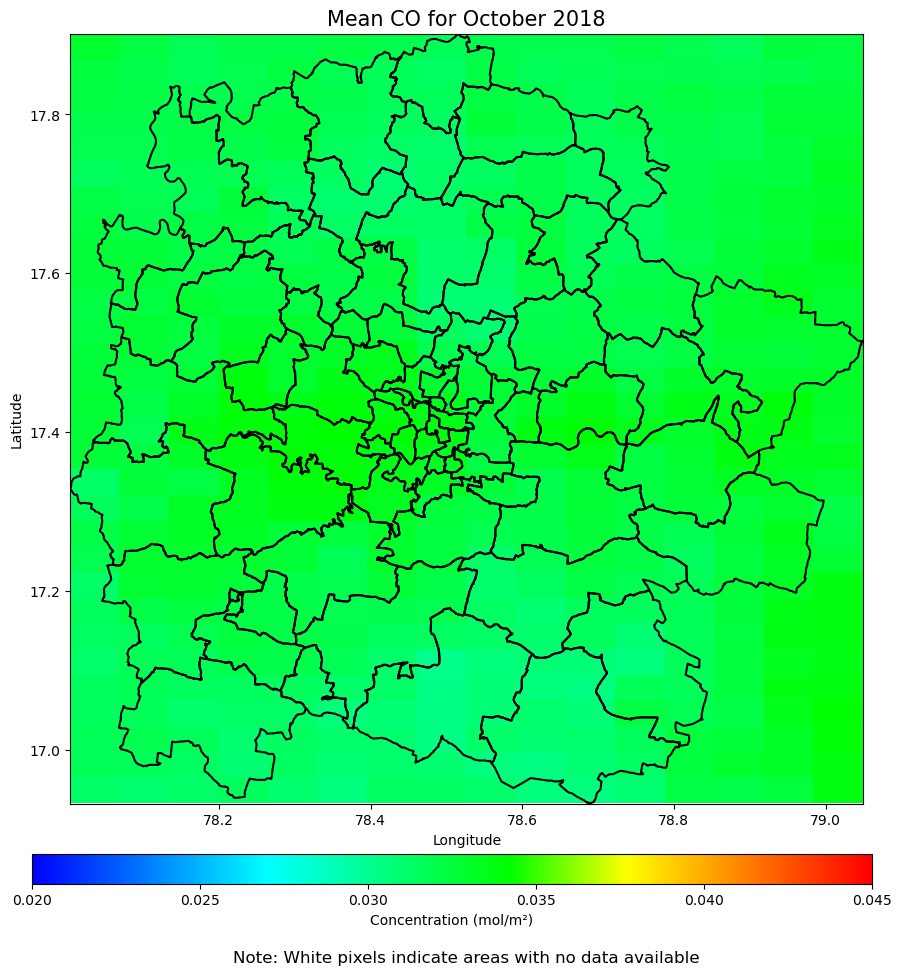 Mean CO for October 2018
17.8
17.6
17.4
17.2
17.0
Latitude
78.2 78.4 78.6 78.8 79.0
Longitude
0.020 0.025 0.030 0.035 0.040 0.045
Concentration (mol/m²)
Note: White pixels indicate areas with no data available